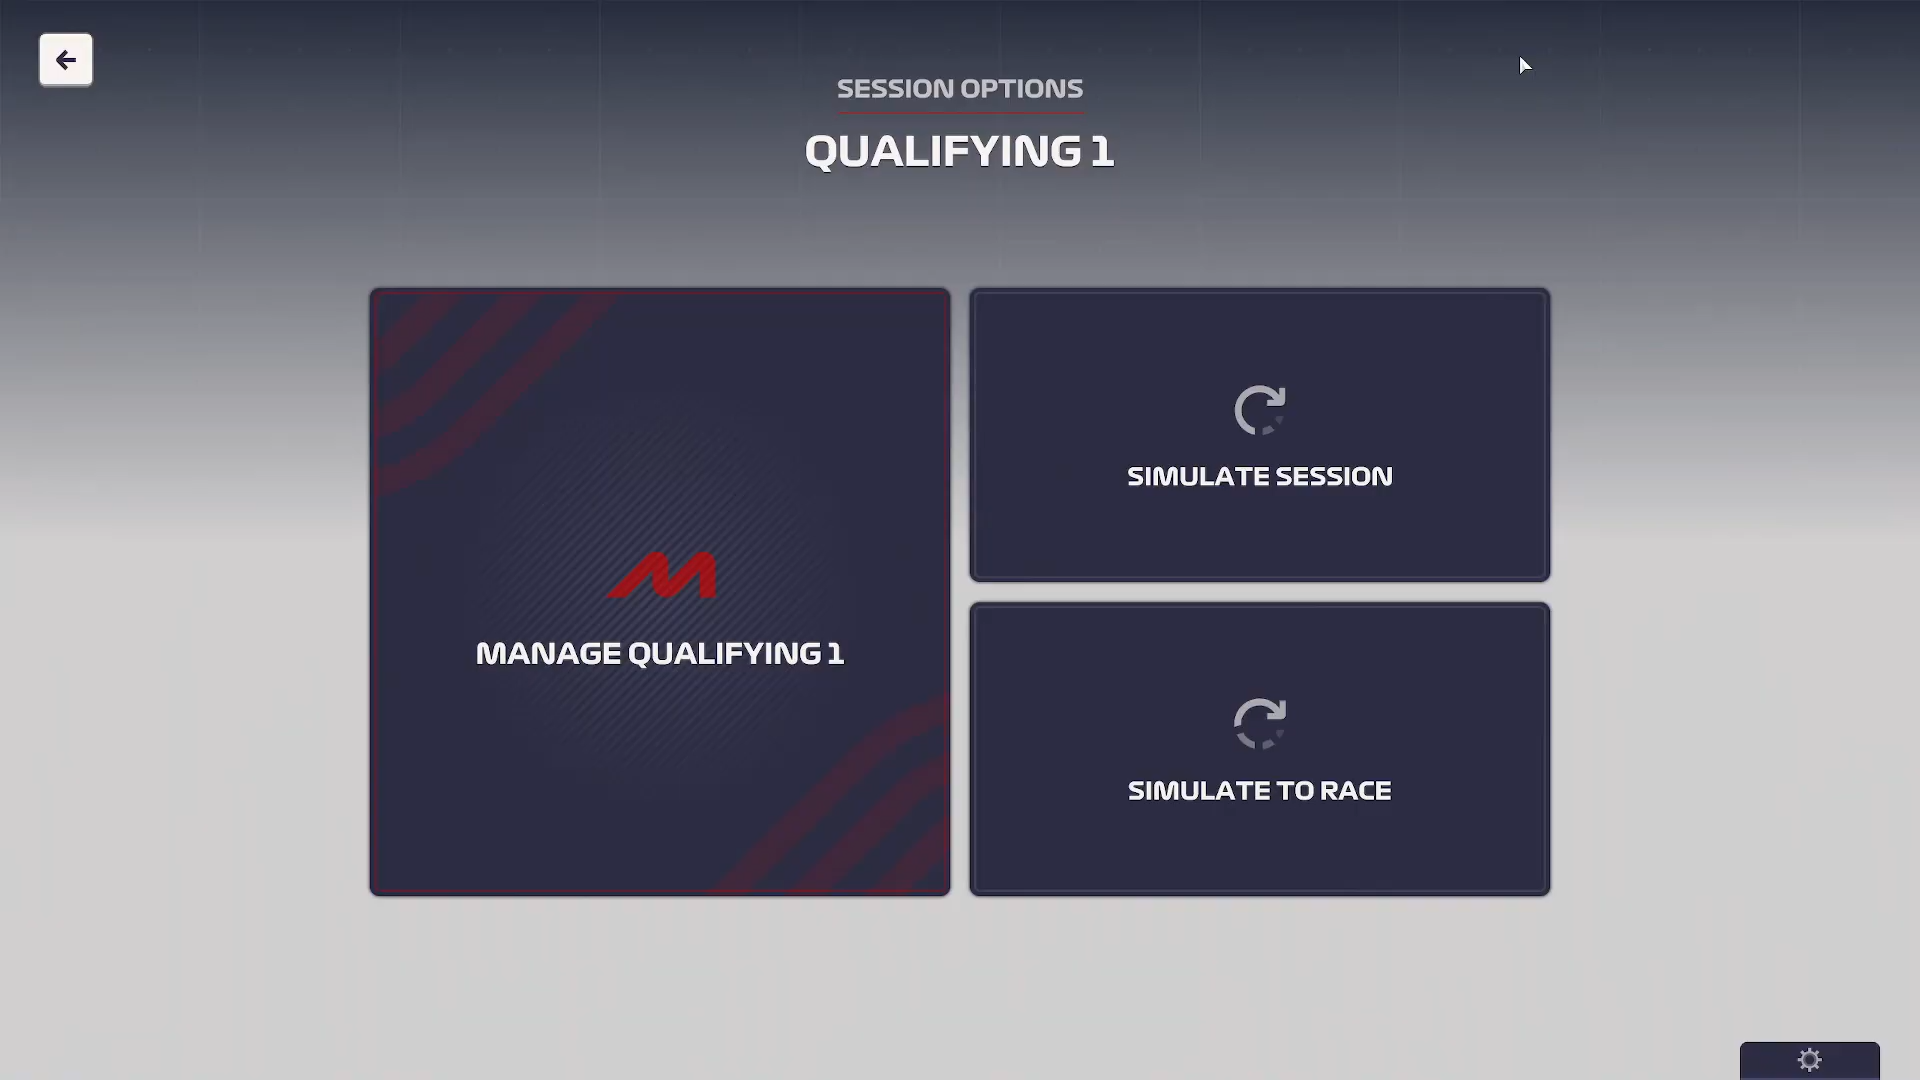 SESSION OPTIONS
QUALIFYING 1
MANAGE QUALIFYING 1
SIMULATE SESSION
SIMULATE TO RACE